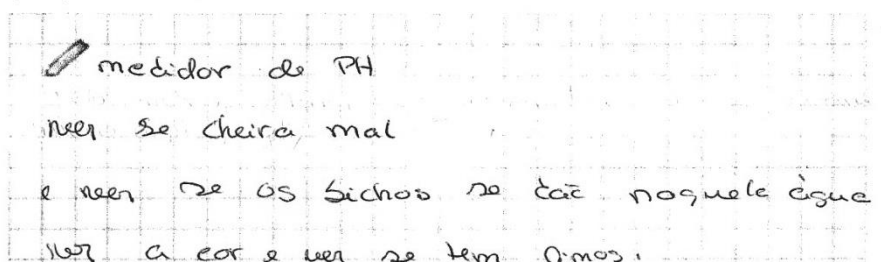 medidor de PH
ver se cheira mal
e ver se os bichos se dão naquela água
ver a cor e ver se tem limos.